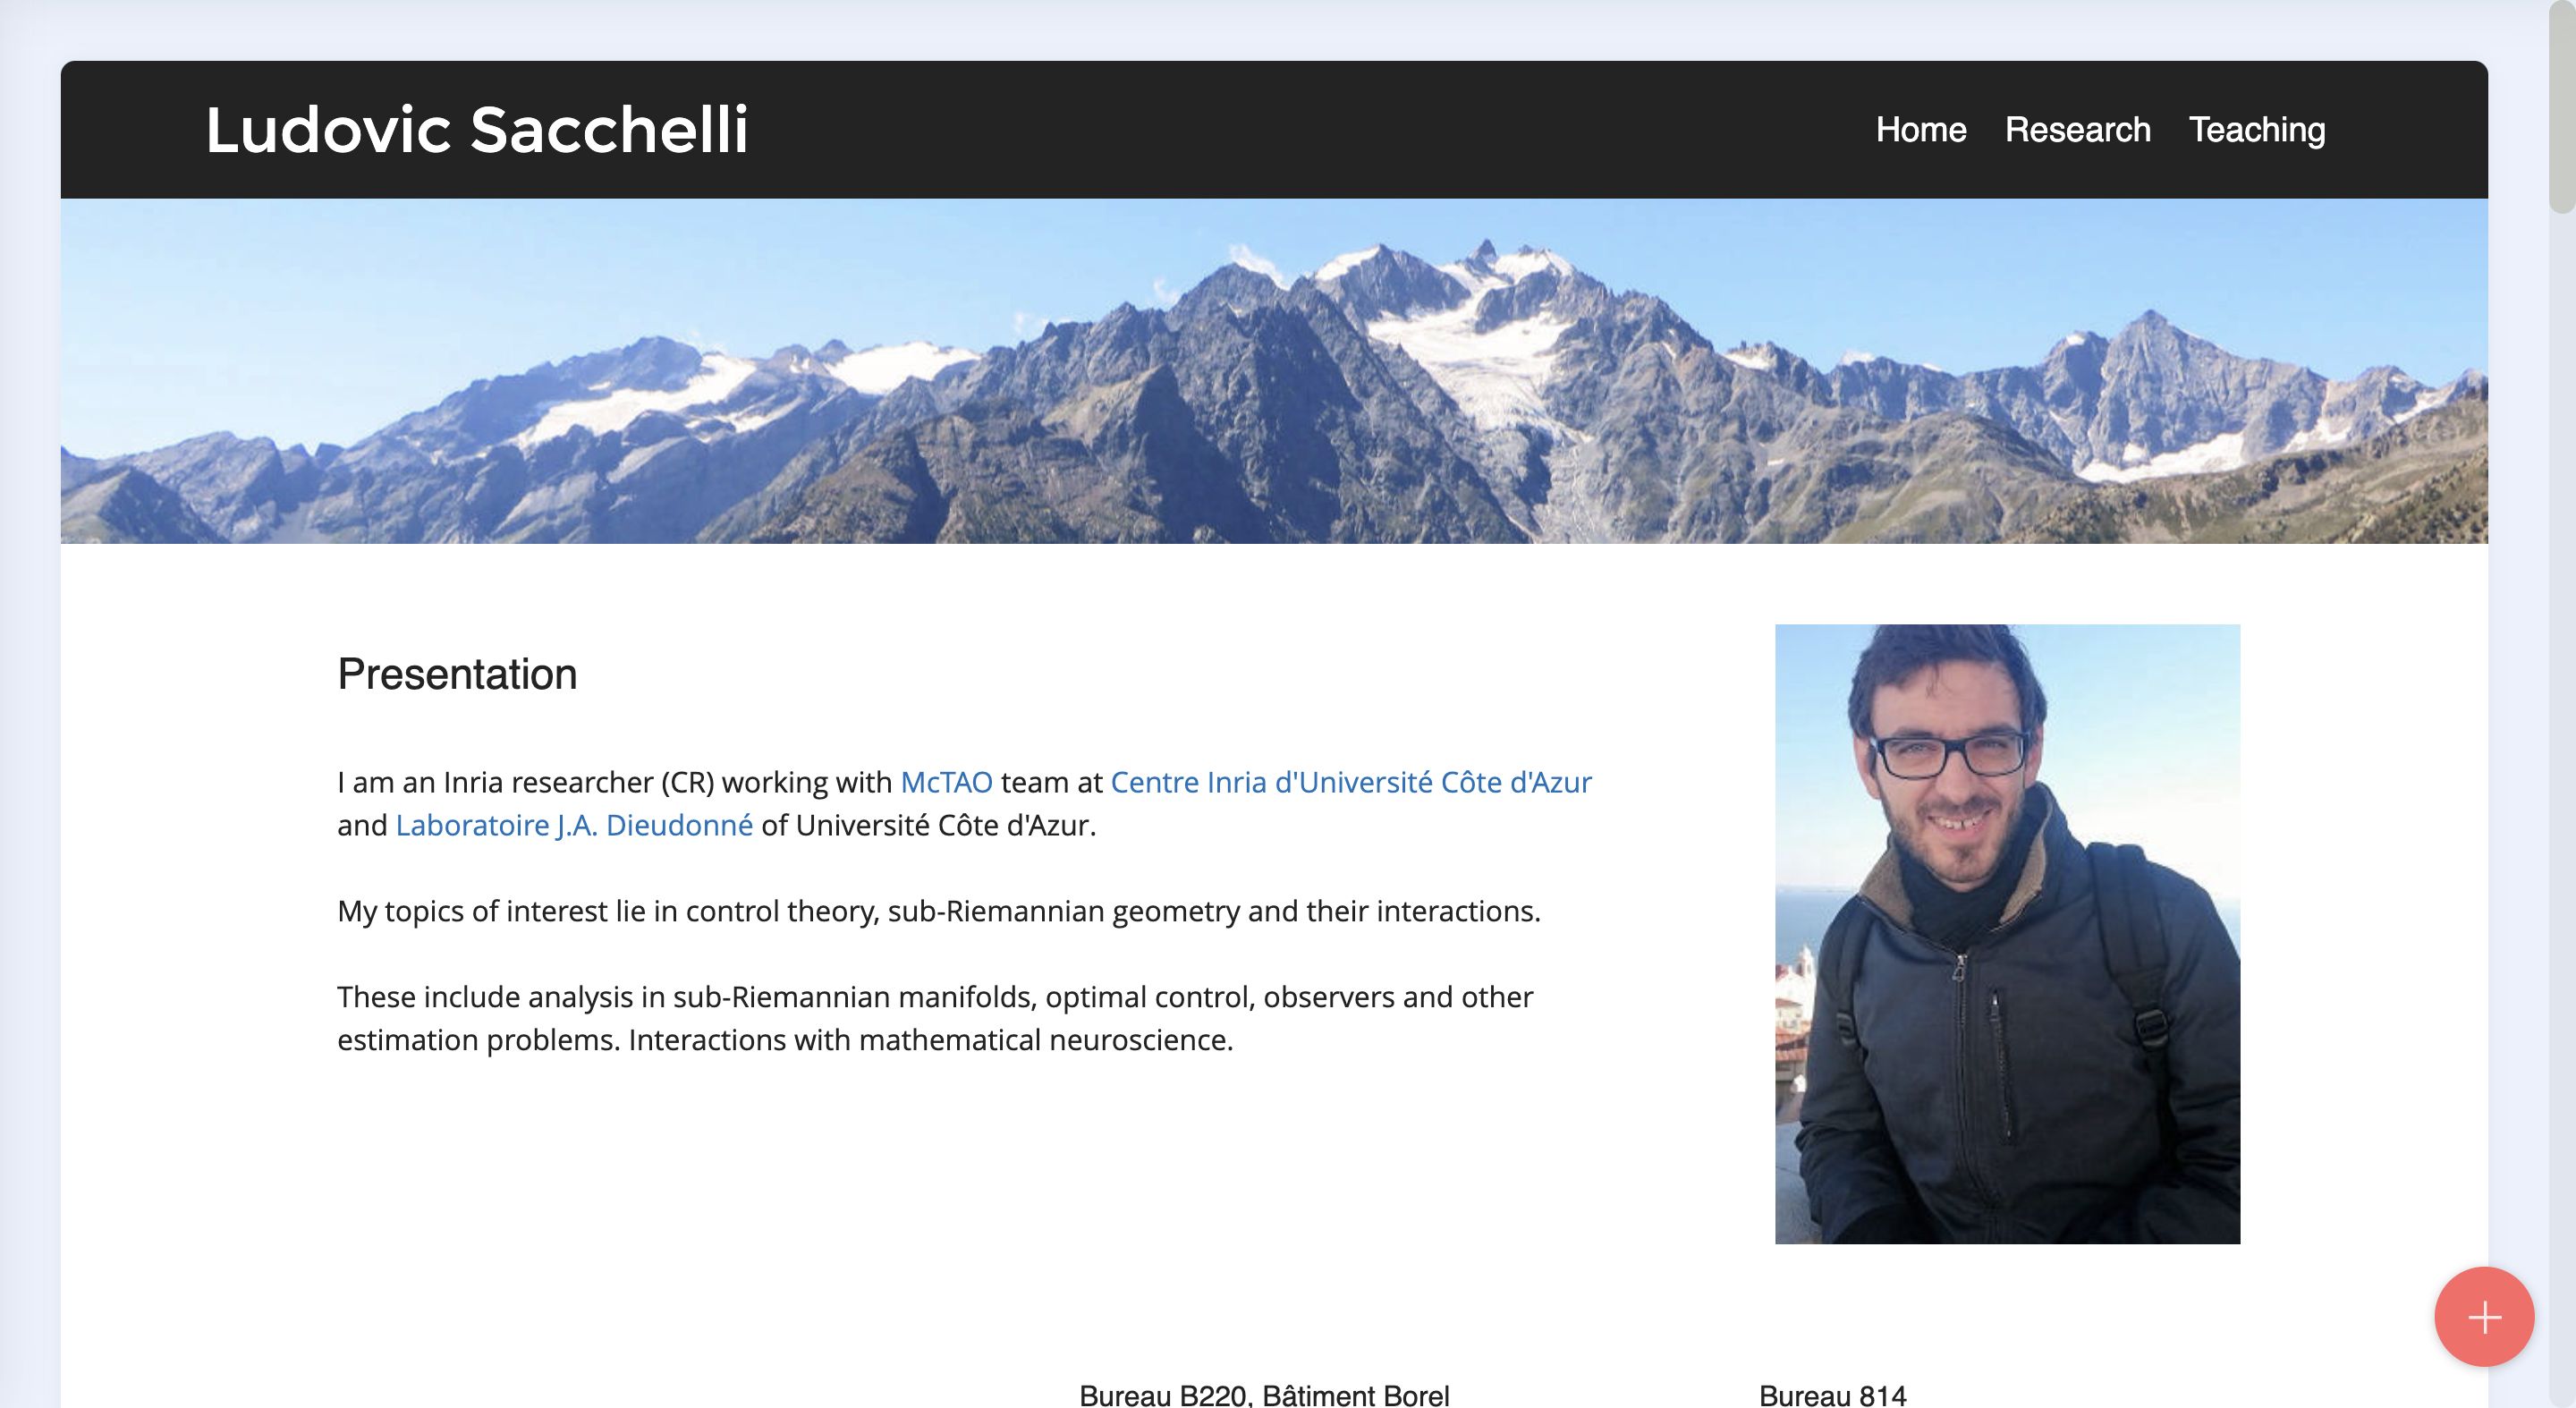 Ludovic Sacchelli
Home Research Teaching
Presentation
I am an Inria researcher (CR) working with McTAO team at Centre Inria d'Université Côte d'Azur
and Laboratoire J.A. Dieudonné of Université Côte d'Azur.
My topics of interest lie in control theory, sub-Riemannian geometry and their interactions.
These include analysis in sub-Riemannian manifolds, optimal control, observers and other
estimation problems. Interactions with mathematical neuroscience.
Bureau B220, Bâtiment Borel
Bureau 814